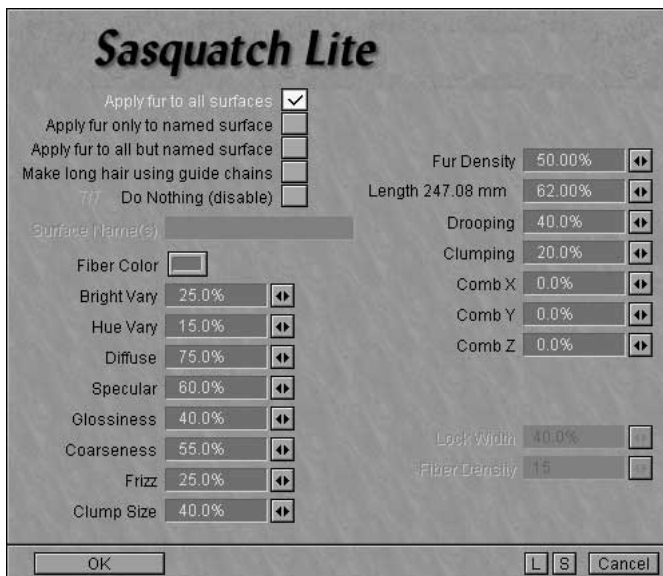 Sasquatch Lite
Apply fur to all surfaces
Apply fur only to named surface
Apply fur to all but named surface
Make long hair using guide chains
7/7 Do Nothing (disable)
Surface Name(s)
Fiber Color
Bright Vary 25.0%
Hue Vary 15.0%
Diffuse 75.0%
Specular 60.0%
Glossiness 40.0%
Coarseness 55.0%
Frizz 25.0%
Clump Size 40.0%
Fur Density 50.00%
Length 247.08 mm 62.00%
Drooping 40.0%
Clumping 20.0%
Comb X 0.0%
Comb Y 0.0%
Comb Z 0.0%
Lock Width 40.0%
Fiber Density 15
OK
L S Cancel